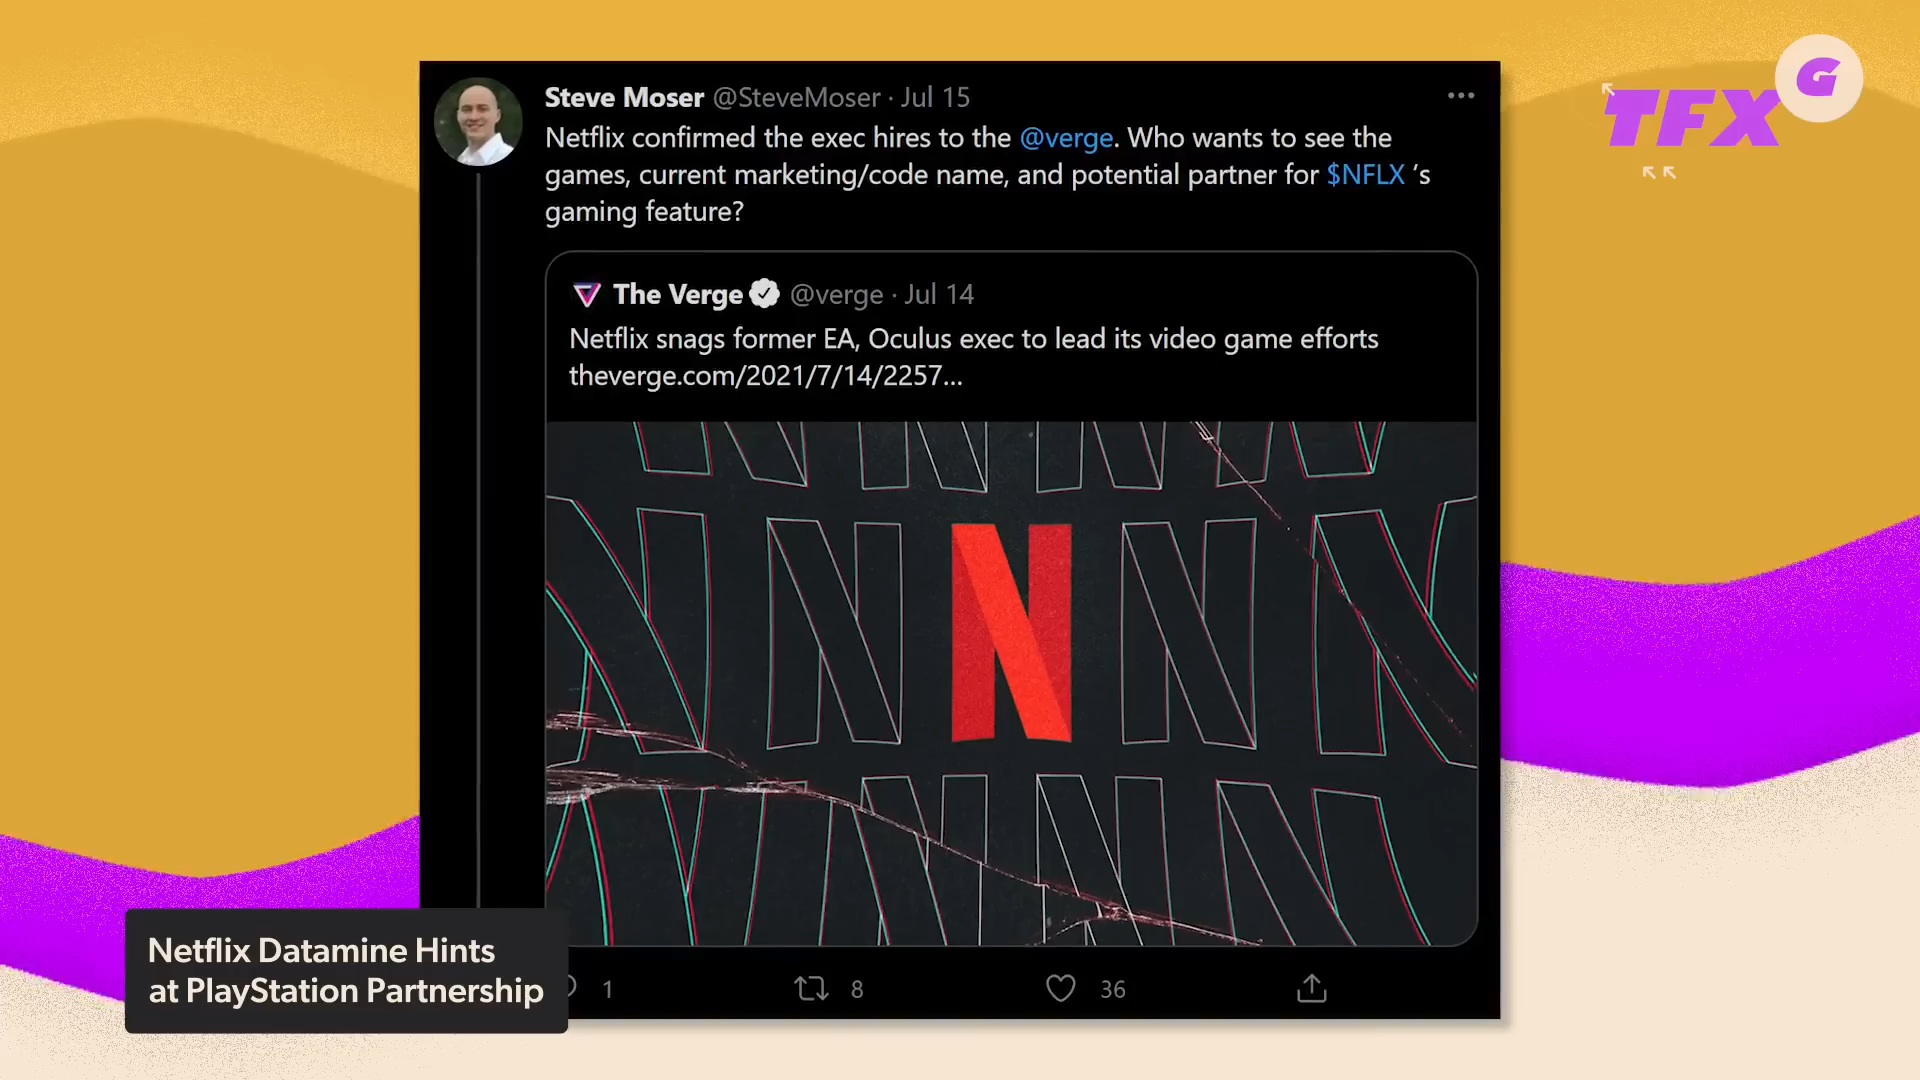 Steve Moser @SteveMoser · Jul 15
Netflix confirmed the exec hires to the @verge. Who wants to see the
games, current marketing/code name, and potential partner for $NFLX ’s
gaming feature?
The Verge @verge · Jul 14
Netflix snags former EA, Oculus exec to lead its video game efforts
theverge.com/2021/7/14/2257...
N
1 8 36
Netflix Datamine Hints
at PlayStation Partnership
TFX
G